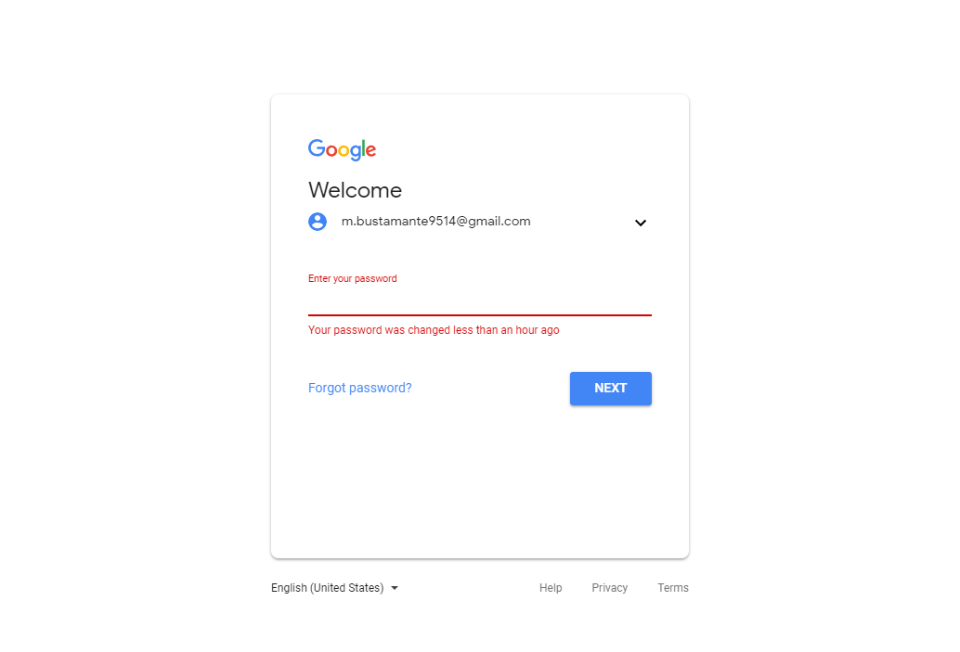 Google
Welcome
m.bustamante9514@gmail.com
Enter your password
Your password was changed less than an hour ago
Forgot password?
NEXT
English (United States)
Help
Privacy
Terms